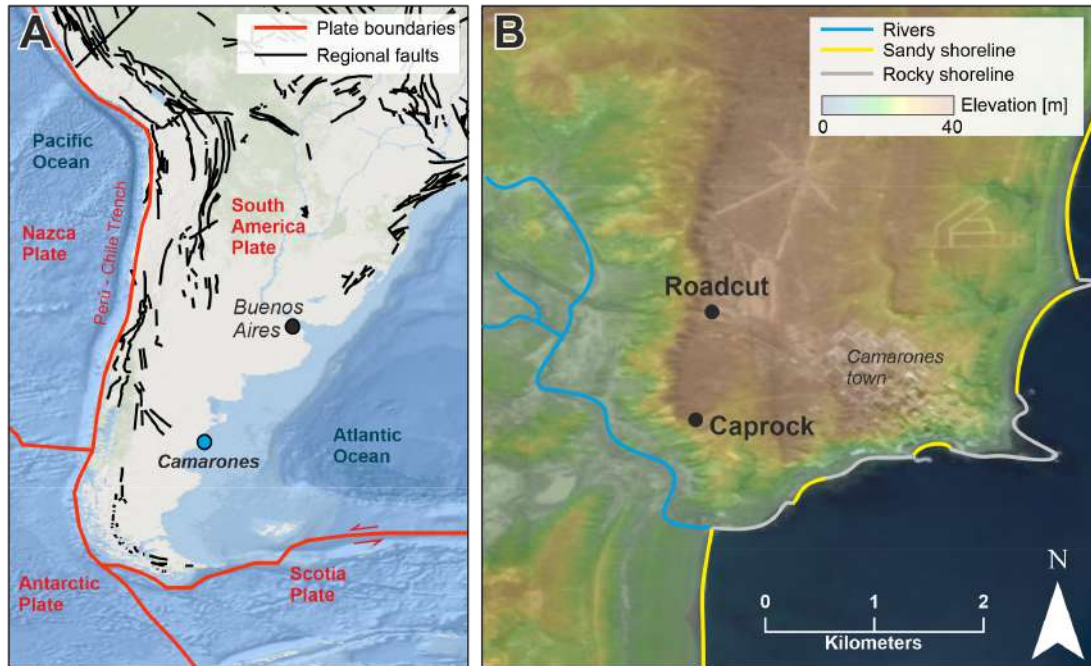 A
Plate boundaries
Regional faults
Pacific
Ocean
Nazca
Plate
Perú - Chile Trench
South
America
Plate
Buenos
Aires
Camarones
Atlantic
Ocean
Antarctic
Plate
Scotia
Plate
B
Rivers
Sandy shoreline
Rocky shoreline
Elevation [m]
0 40
Roadcut
Camarones
town
Caprock
N
0 1 2
Kilometers